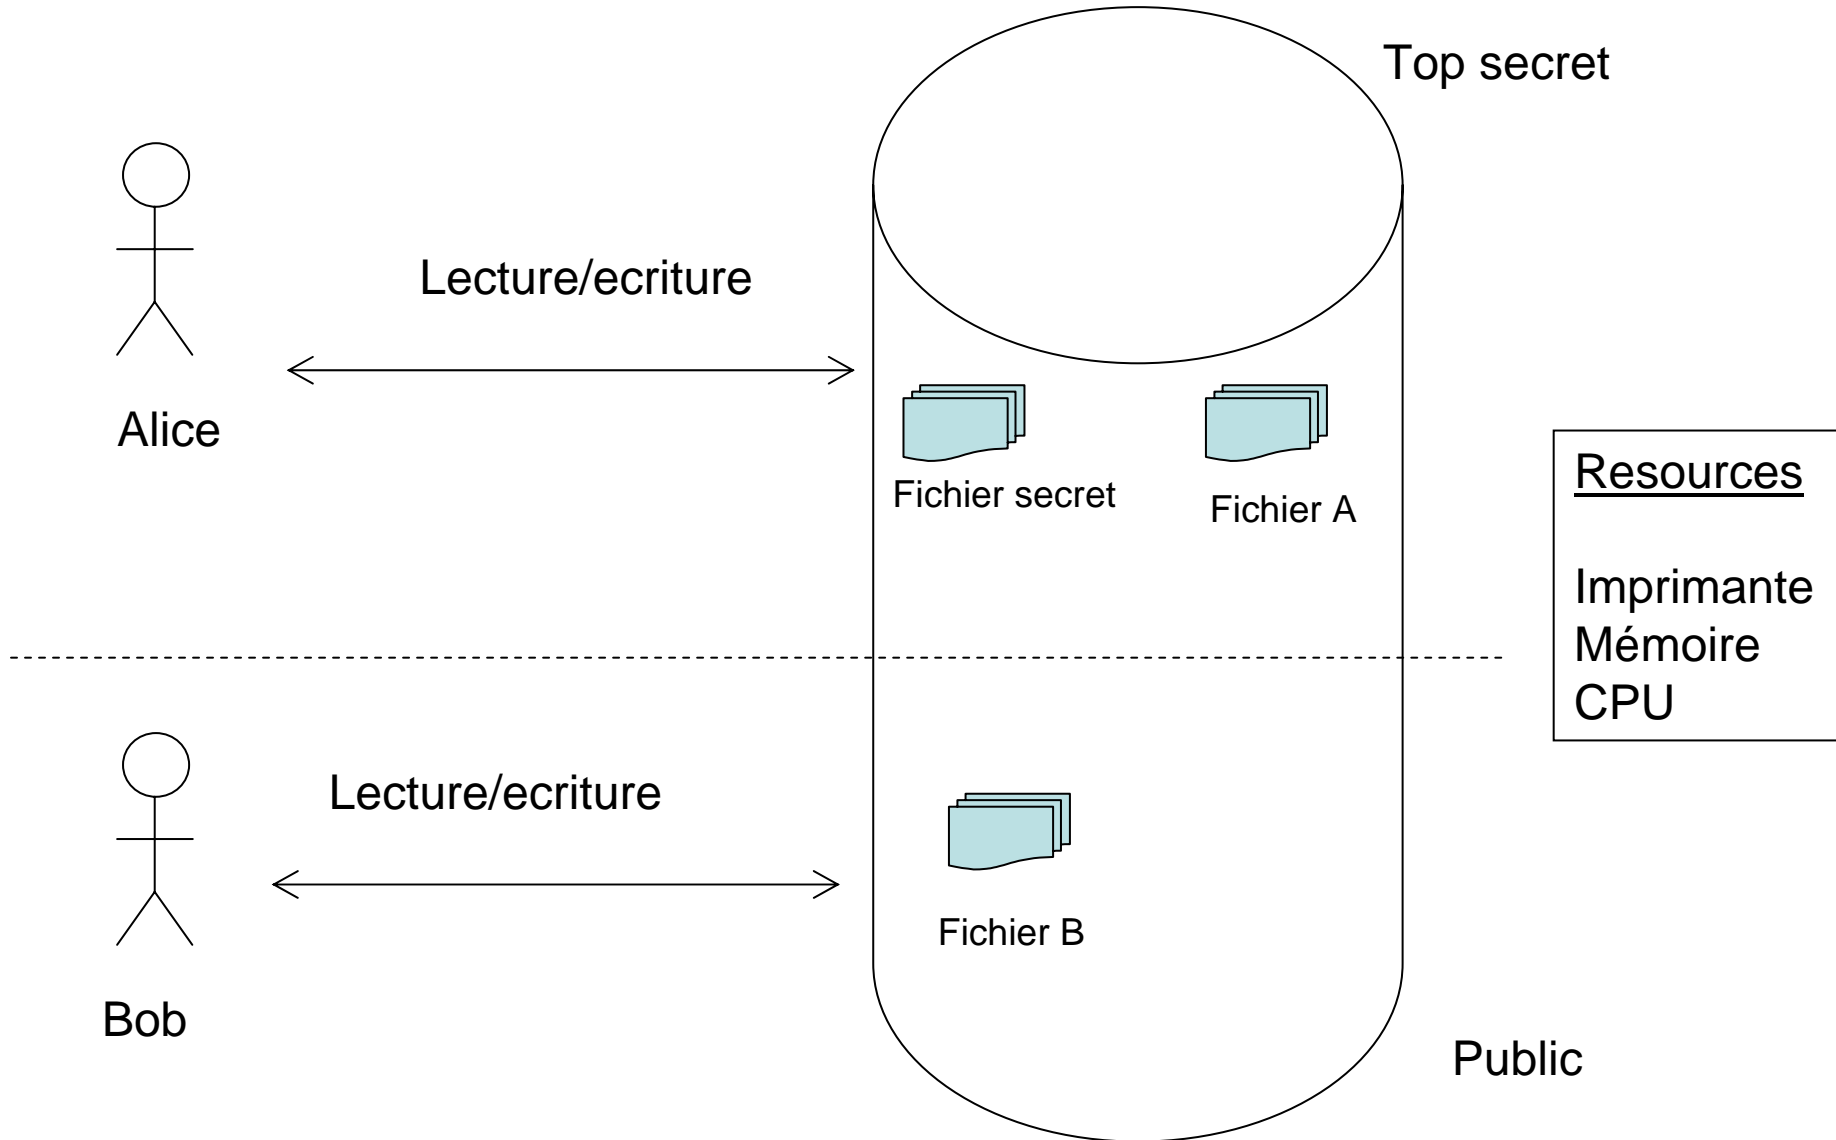 Top secret
Lecture/ecriture
Alice
Fichier secret
Fichier A
Resources
Imprimante
Mémoire
CPU
Lecture/ecriture
Fichier B
Bob
Public